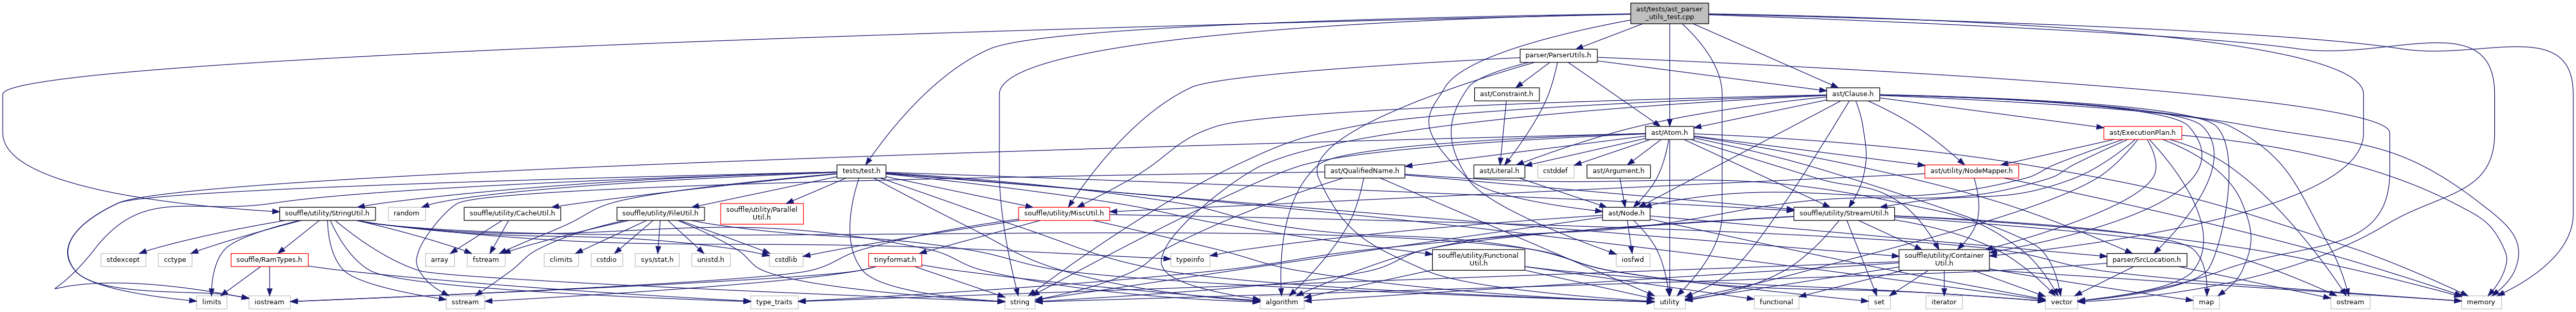 ast/tests/ast_parser
_utils_test.cpp
parser/ParserUtils.h
ast/Constraint.h
ast/Clause.h
ast/Atom.h
ast/ExecutionPlan.h
tests/test.h
ast/QualifiedName.h
ast/Literal.h
cstddef
ast/Argument.h
ast/utility/NodeMapper.h
souffle/utility/StringUtil.h
random
souffle/utility/CacheUtil.h
souffle/utility/FileUtil.h
souffle/utility/Parallel
Util.h
souffle/utility/MiscUtil.h
ast/Node.h
souffle/utility/StreamUtil.h
stdexcept
cctype
souffle/RamTypes.h
array
fstream
climits
cstdio
sys/stat.h
unistd.h
cstdlib
tinyformat.h
typeinfo
souffle/utility/Functional
Util.h
iosfwd
souffle/utility/Container
Util.h
parser/SrcLocation.h
limits
iostream
sstream
type_traits
string
algorithm
utility
functional
set
iterator
vector
map
ostream
memory